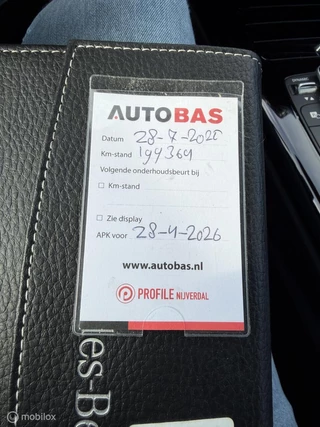 AUTOBAS
Datum 28-7-2025
Km-stand 194369
Volgende onderhoudsbeurt bij
Km-stand
Zie display
APK voor 28-4-2026
www.autobas.nl
PROFILE NIJVERDAL
es-Be
mobilox